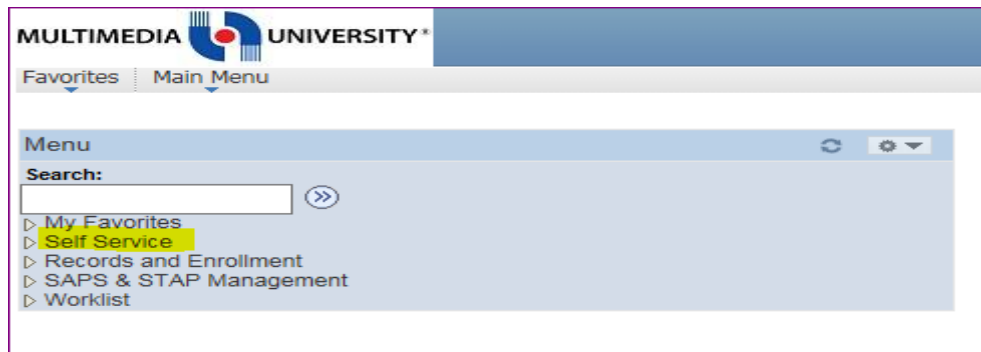 MULTIMEDIA UNIVERSITY
Favorites Main Menu
Menu
Search:
My Favorites
Self Service
Records and Enrollment
SAPS & STAP Management
Worklist